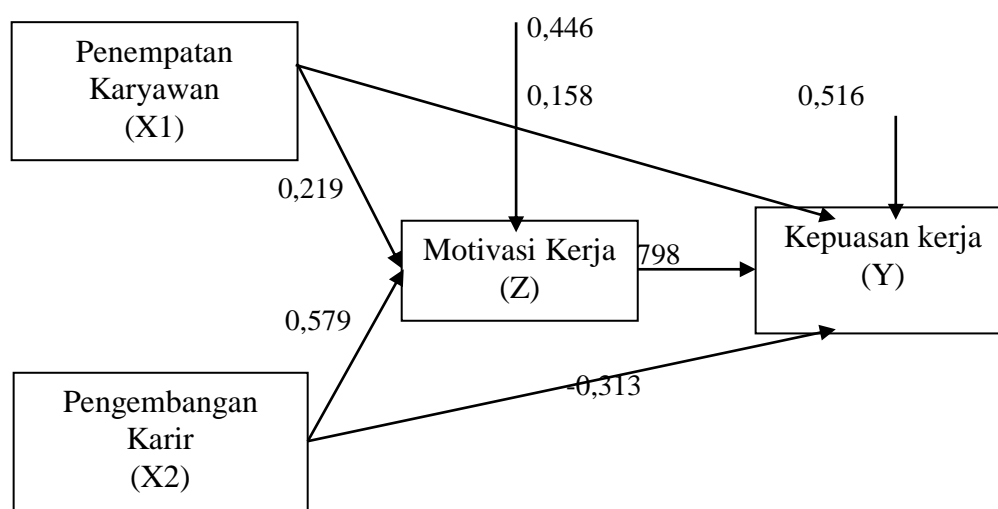 Penempatan
Karyawan
(X1)
0,446
0,158
0,516
0,219
Motivasi Kerja
(Z)
798
Kepuasan kerja
(Y)
0,579
-0,313
Pengembangan
Karir
(X2)